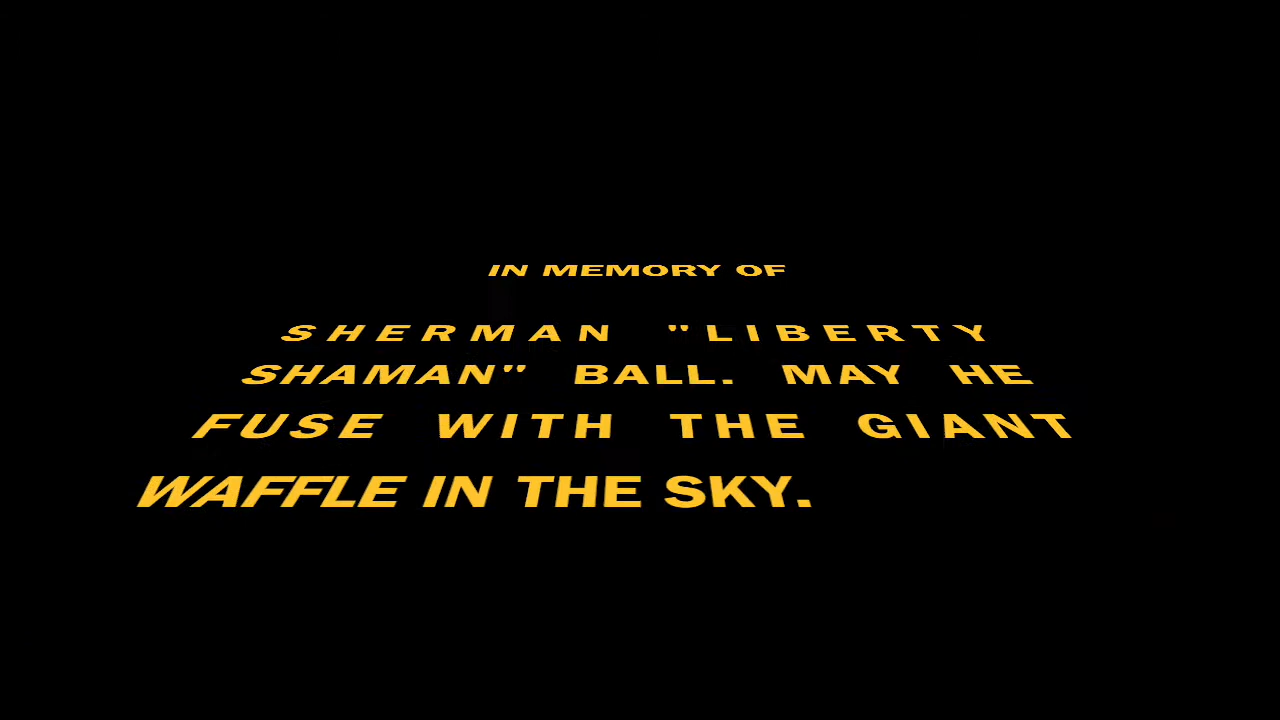 IN MEMORY OF
SHERMAN "LIBERTY
SHAMAN" BALL. MAY HE
FUSE WITH THE GIANT
WAFFLE IN THE SKY.